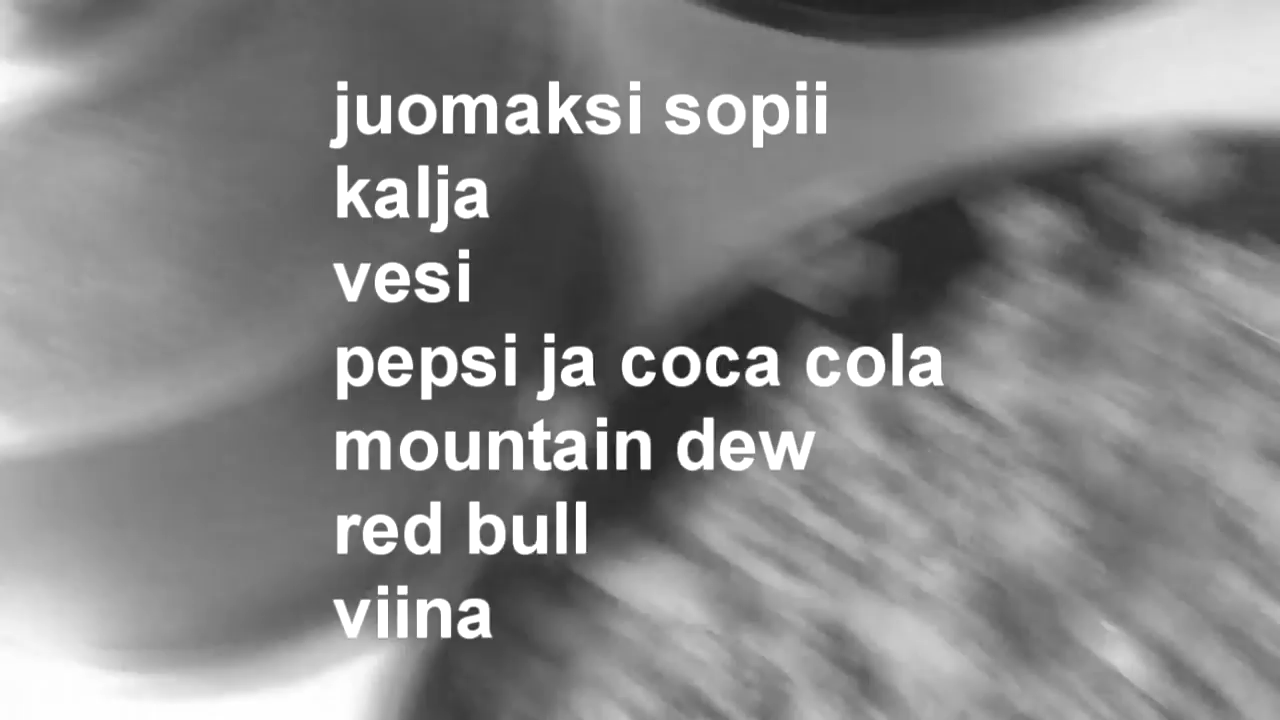 juomaksi sopii
kalja
vesi
pepsi ja coca cola
mountain dew
red bull
viina